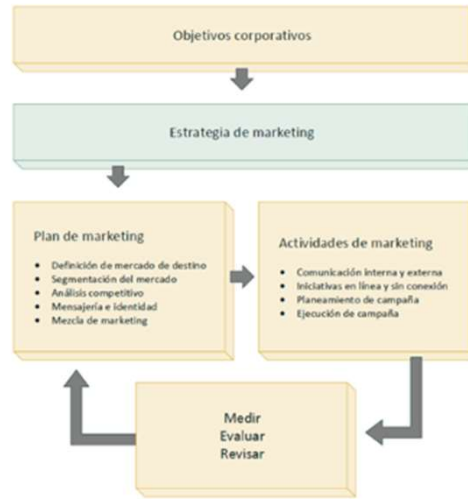 Objetivos corporativos
Estrategia de marketing
Plan de marketing
• Definición de mercado de destino
• Segmentación del mercado
• Análisis competitivo
• Mensajería e identidad
• Mezcla de marketing
Actividades de marketing
• Comunicación interna y externa
• Iniciativas en línea y sin conexión
• Planeamiento de campaña
• Ejecución de campaña
Medir
Evaluar
Revisar